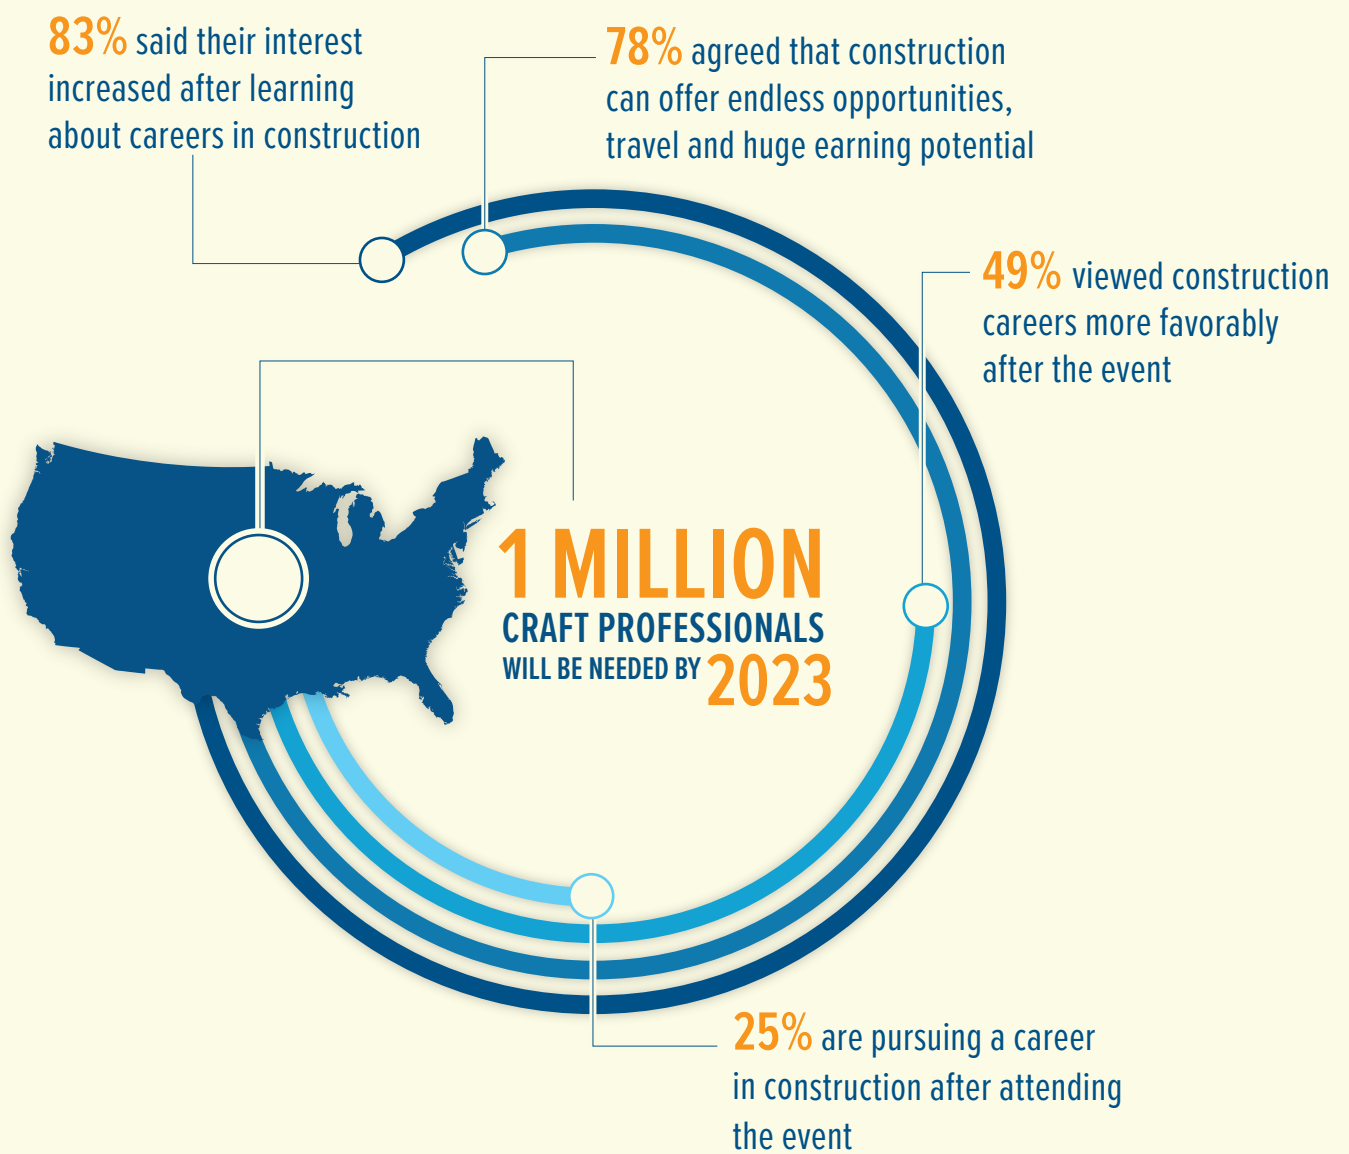 83% said their interest
increased after learning
about careers in construction
78% agreed that construction
can offer endless opportunities,
travel and huge earning potential
49% viewed construction
careers more favorably
after the event
1 MILLION
CRAFT PROFESSIONALS
WILL BE NEEDED BY 2023
25% are pursuing a career
in construction after attending
the event